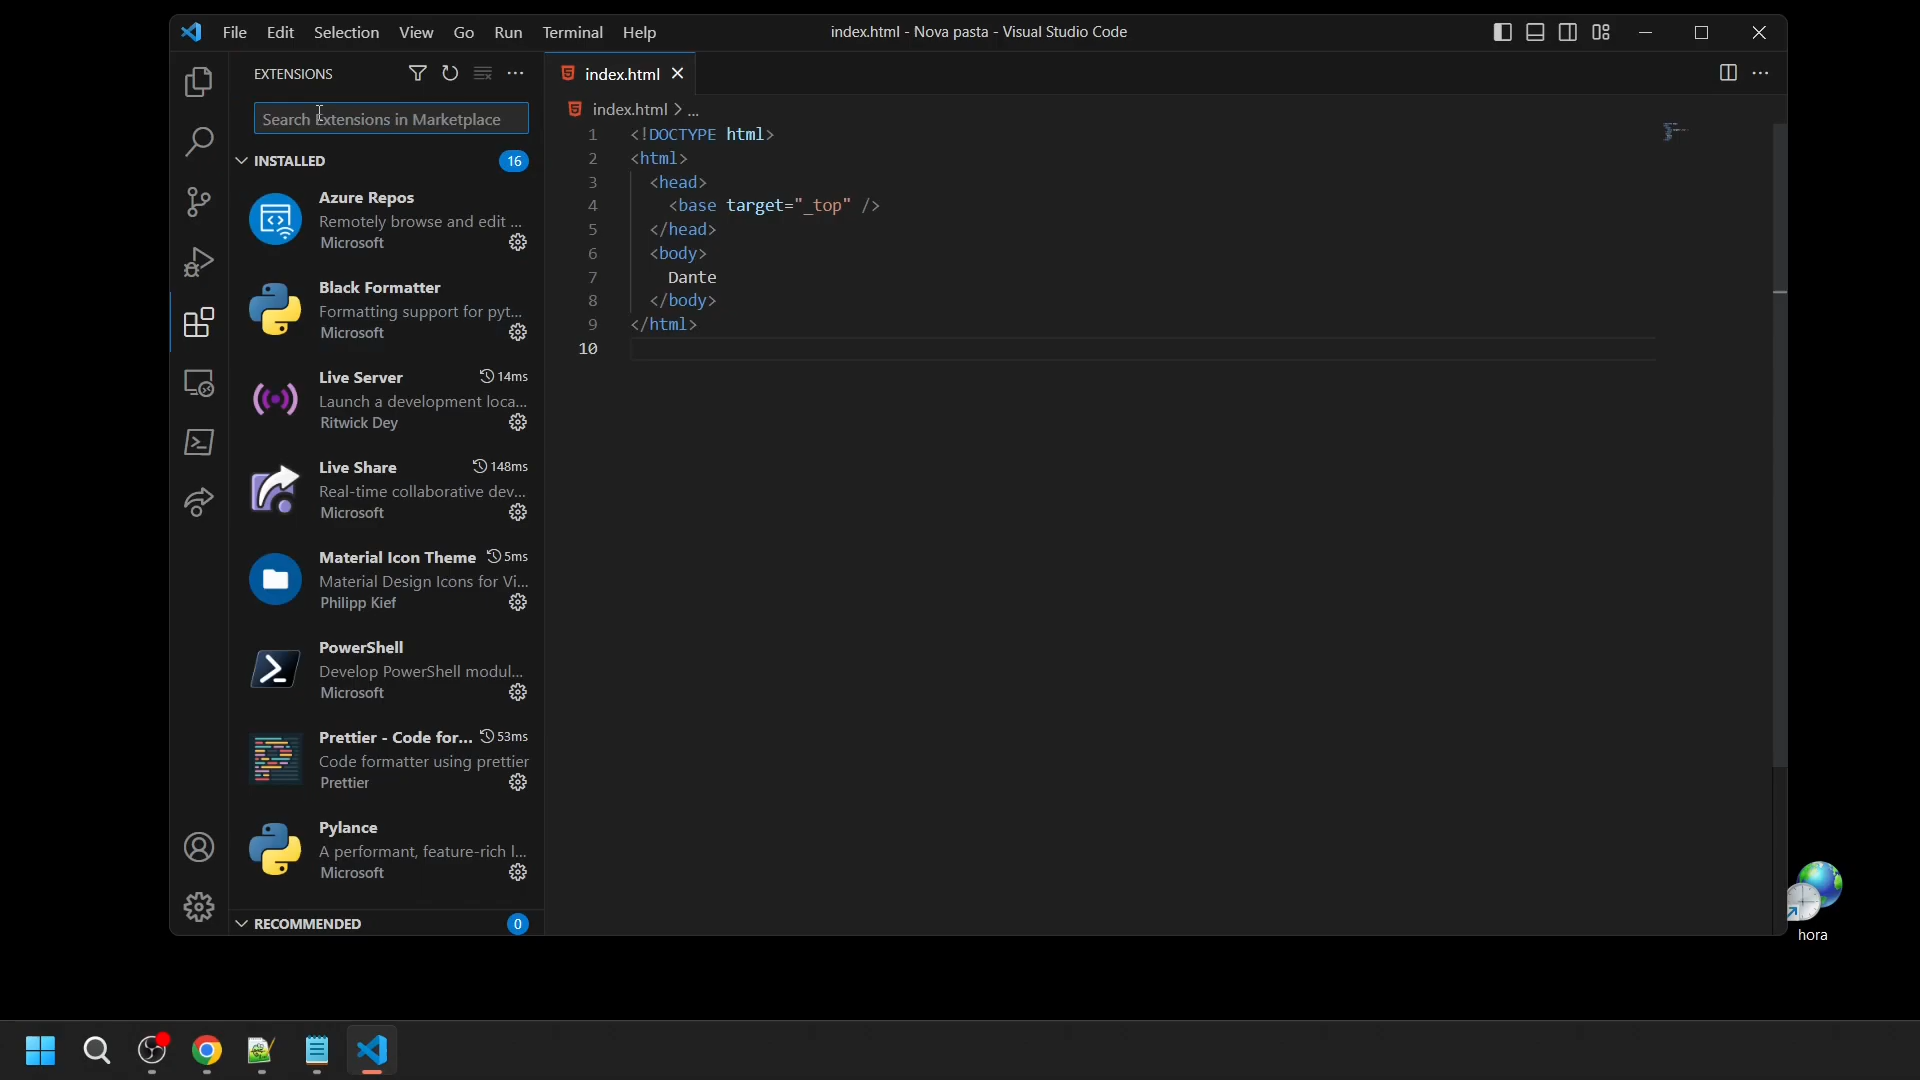 File Edit Selection View Go Run Terminal Help
index.html - Nova pasta - Visual Studio Code
EXTENSIONS
Search Extensions in Marketplace
INSTALLED 16
Azure Repos
Remotely browse and edit ...
Microsoft
Black Formatter
Formatting support for pyt...
Microsoft
Live Server 14ms
Launch a development loca...
Ritwick Dey
Live Share 148ms
Real-time collaborative dev...
Microsoft
Material Icon Theme 5ms
Material Design Icons for Vi...
Philipp Kief
PowerShell
Develop PowerShell modul...
Microsoft
Prettier - Code for... 53ms
Code formatter using prettier
Prettier
Pylance
A performant, feature-rich l...
Microsoft
RECOMMENDED 0
index.html
index.html > ...
1 <!DOCTYPE html>
2 <html>
3 <head>
4 <base target="_top" />
5 </head>
6 <body>
7 Dante
8 </body>
9 </html>
10
hora